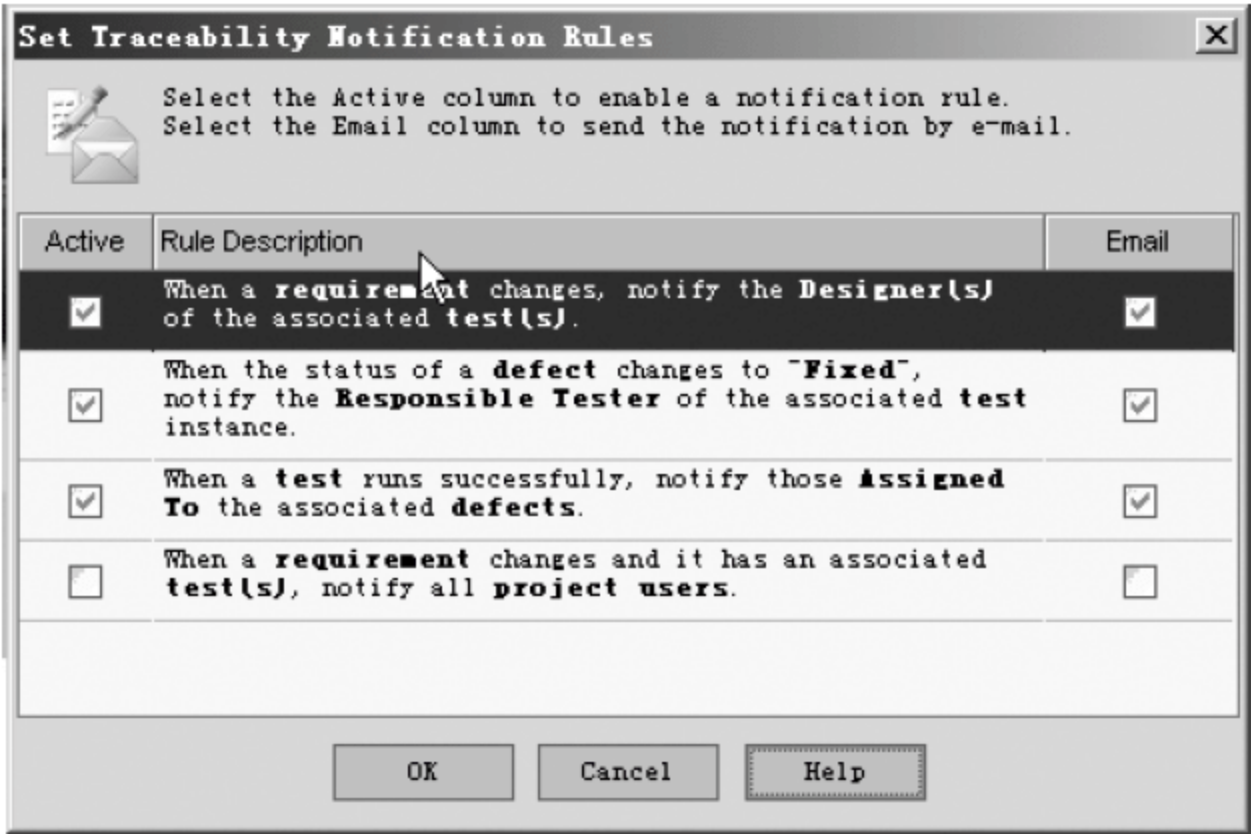 Set Traceability Notification Rules
Select the Active column to enable a notification rule.
Select the Email column to send the notification by e-mail.
Active Rule Description Email
When a requirement changes, notify the Designer(s)
of the associated test(s).
When the status of a defect changes to "Fixed",
notify the Responsible Tester of the associated test
instance.
When a test runs successfully, notify those Assigned
To the associated defects.
When a requirement changes and it has an associated
test(s), notify all project users.
OK Cancel Help